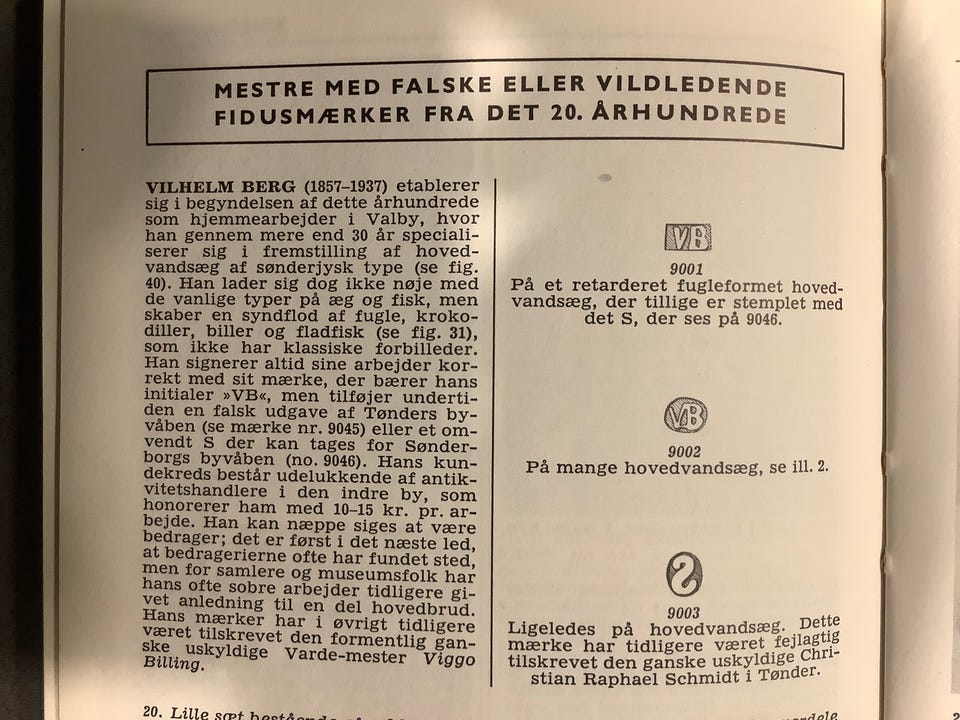 MESTRE MED FALSKE ELLER VILDLEDENDE
FIDUSMÆRKER FRA DET 20. ÅRHUNDREDE
VILHELM BERG (1857–1937) etablerer
sig i begyndelsen af dette århundrede
som hjemmearbejder i Valby, hvor
han gennem mere end 30 år speciali-
serer sig i fremstilling af hoved-
vandsæg af sønderjysk type (se fig.
40). Han lader sig dog ikke nøje med
de vanlige typer på æg og fisk, men
skaber en syndflod af fugle, kroko-
diller, biller og fladfisk (se fig. 31),
som ikke har klassiske forbilleder.
Han signerer altid sine arbejder kor-
rekt med sit mærke, der bærer hans
initialer »VB«, men tilføjer underti-
den en falsk udgave af Tønders by-
våben (se mærke nr. 9045) eller et om-
vendt S der kan tages for Sønder-
borgs byvåben (no. 9046). Hans kun-
dekreds består udelukkende af antik-
vitetshandlere i den indre by, som
honorerer ham med 10–15 kr. pr. ar-
bejde. Han kan næppe siges at være
bedrager; det er først i det næste led,
at bedragerierne ofte har fundet sted,
men for samlere og museumsfolk har
hans ofte sobre arbejder tidligere gi-
vet anledning til en del hovedbrud.
Hans mærker har i øvrigt tidligere
været tilskrevet den formentlig gan-
ske uskyldige Varde-mester Viggo
Billing.
VB
9001
På et retarderet fugleformet hoved-
vandsæg, der tillige er stemplet med
det S, der ses på 9046.
VB
9002
På mange hovedvandsæg, se ill. 2.
9003
Ligeledes på hovedvandsæg. Dette
mærke har tidligere været fejlagtig
tilskrevet den ganske uskyldige Chri-
stian Raphael Schmidt i Tønder.
20. Lille sæt bestående